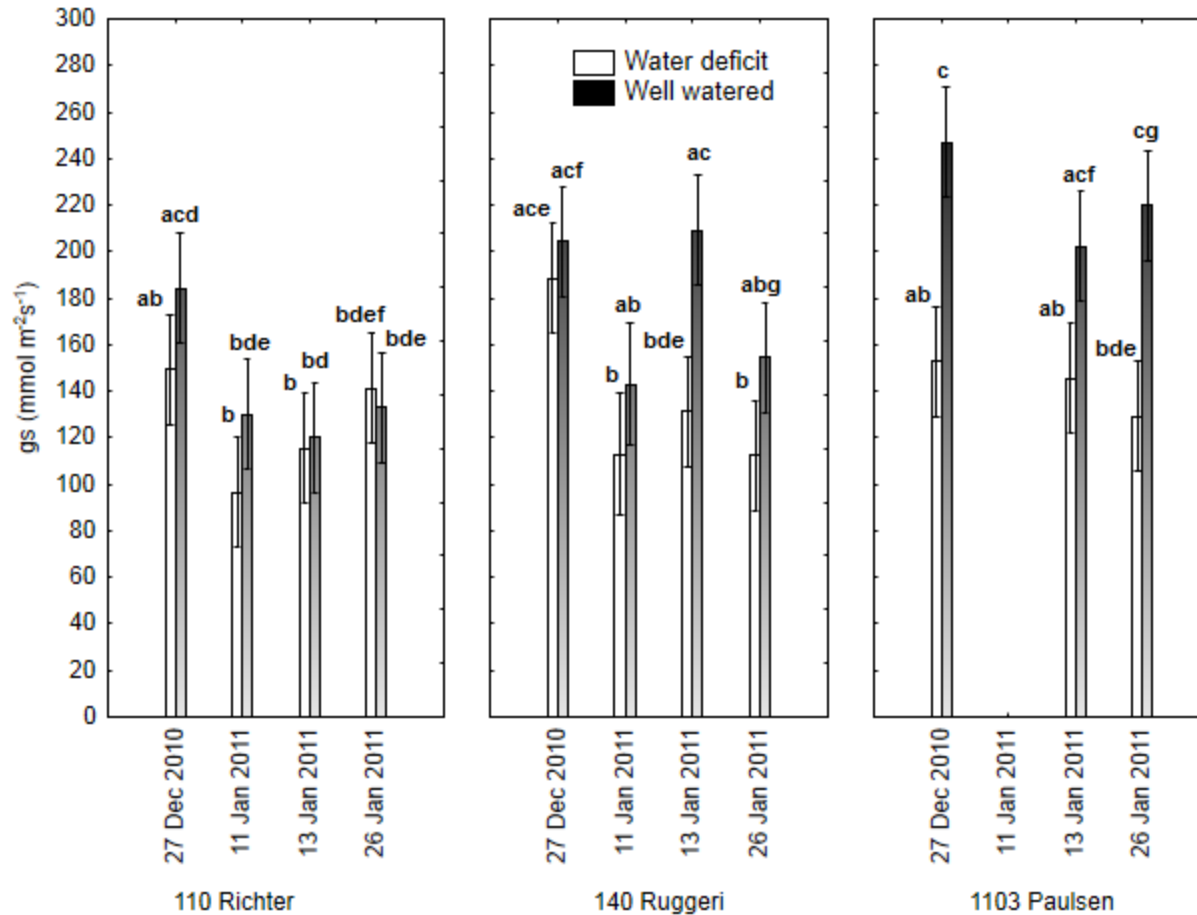 300
280
260
240
220
200
180
160
140
120
100
80
60
40
20
0
gs (mmol m⁻²s⁻¹)
Water deficit
Well watered
ab
acd
b
bde
b
bd
bdef
bde
ace
acf
b
ab
bde
ac
b
abg
ab
c
ab
acf
bde
cg
27 Dec 2010
11 Jan 2011
13 Jan 2011
26 Jan 2011
27 Dec 2010
11 Jan 2011
13 Jan 2011
26 Jan 2011
27 Dec 2010
11 Jan 2011
13 Jan 2011
26 Jan 2011
110 Richter
140 Ruggeri
1103 Paulsen